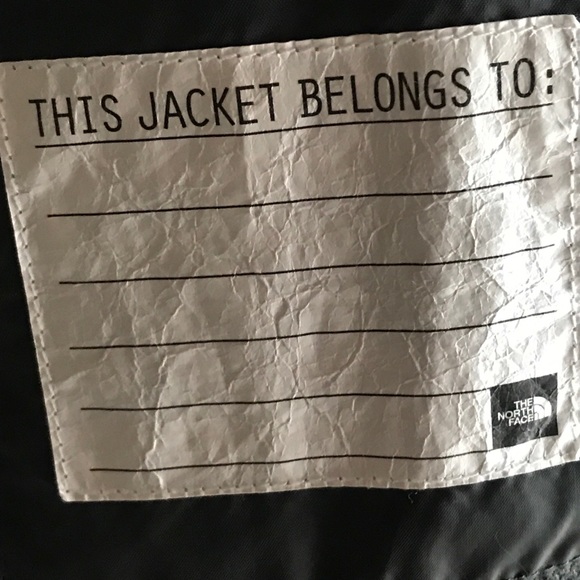 THIS JACKET BELONGS TO:
THE
NORTH
FACE